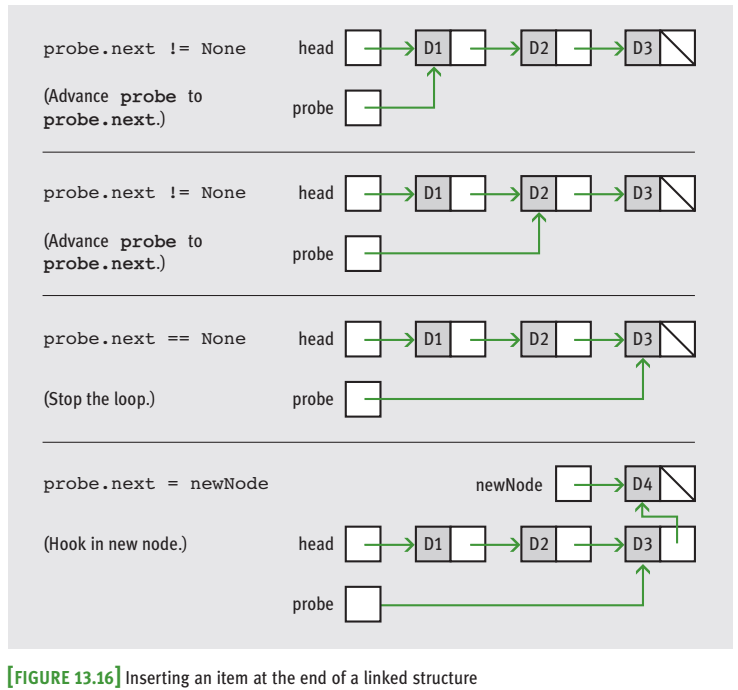 probe.next != None
head D1 D2 D3
(Advance probe to
probe.next.)
probe
probe.next != None
head D1 D2 D3
(Advance probe to
probe.next.)
probe
probe.next == None
head D1 D2 D3
(Stop the loop.)
probe
probe.next = newNode
newNode D4
(Hook in new node.)
head D1 D2 D3
probe
[FIGURE 13.16] Inserting an item at the end of a linked structure